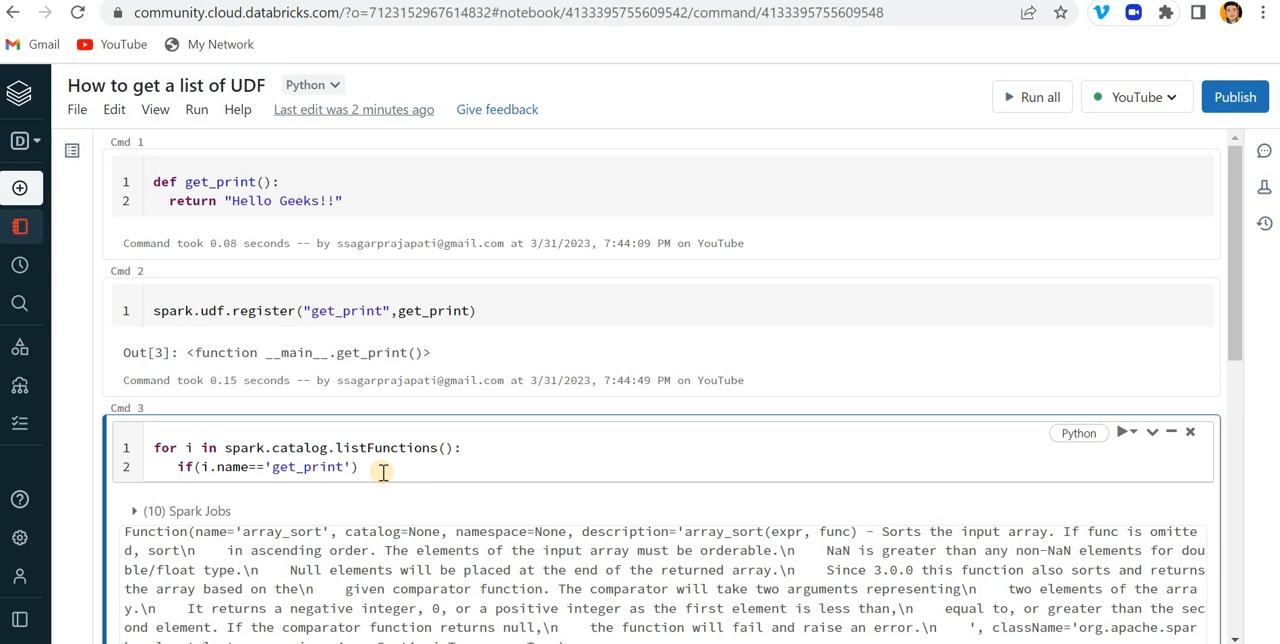 community.cloud.databricks.com/?o=7123152967614832#notebook/4133395755609542/command/4133395755609548
Gmail YouTube My Network
How to get a list of UDF Python
File Edit View Run Help Last edit was 2 minutes ago Give feedback
Run all YouTube Publish
D
Cmd 1
1 def get_print():
2 return "Hello Geeks!!"
Command took 0.08 seconds -- by ssagarprajapati@gmail.com at 3/31/2023, 7:44:09 PM on YouTube
Cmd 2
1 spark.udf.register("get_print",get_print)
Out[3]: <function __main__.get_print()>
Command took 0.15 seconds -- by ssagarprajapati@gmail.com at 3/31/2023, 7:44:49 PM on YouTube
Cmd 3
Python
1 for i in spark.catalog.listFunctions():
2 if(i.name=='get_print')
(10) Spark Jobs
Function(name='array_sort', catalog=None, namespace=None, description='array_sort(expr, func) - Sorts the input array. If func is omitte
d, sort\n in ascending order. The elements of the input array must be orderable.\n NaN is greater than any non-NaN elements for dou
ble/float type.\n Null elements will be placed at the end of the returned array.\n Since 3.0.0 this function also sorts and returns
the array based on the\n given comparator function. The comparator will take two arguments representing\n two elements of the arra
y.\n It returns a negative integer, 0, or a positive integer as the first element is less than,\n equal to, or greater than the sec
ond element. If the comparator function returns null,\n the function will fail and raise an error.\n ', className='org.apache.spar